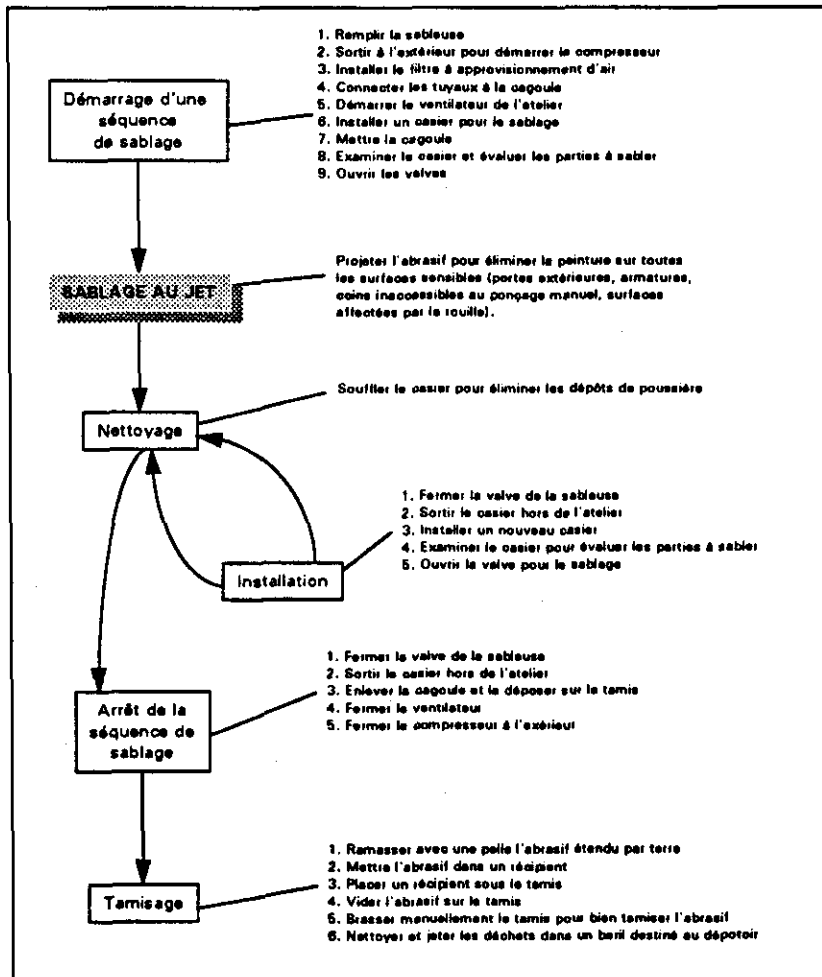 Démarrage d'une
séquence
de sablage
1. Remplir la sableuse
2. Sortir à l'extérieur pour démarrer le compresseur
3. Installer le filtre à approvisionnement d'air
4. Connecter les tuyaux à la cagoule
5. Démarrer le ventilateur de l'atelier
6. Installer un casier pour le sablage
7. Mettre la cagoule
8. Examiner le casier et évaluer les parties à sabler
9. Ouvrir les valves
SABLAGE AU JET
Projeter l'abrasif pour éliminer la peinture sur toutes
les surfaces sensibles (portes extérieures, armatures,
coins inaccessibles au ponçage manuel, surfaces
affectées par la rouille).
Nettoyage
Souffler le casier pour éliminer les dépôts de poussière
Installation
1. Fermer la valve de la sableuse
2. Sortir le casier hors de l'atelier
3. Installer un nouveau casier
4. Examiner le casier pour évaluer les parties à sabler
5. Ouvrir la valve pour le sablage
Arrêt de la
séquence de
sablage
1. Fermer la valve de la sableuse
2. Sortir le casier hors de l'atelier
3. Enlever la cagoule et la déposer sur le tamis
4. Fermer le ventilateur
5. Fermer le compresseur à l'exérieur
Tamisage
1. Ramasser avec une pelle l'abrasif étendu par terre
2. Mettre l'abrasif dans un récipient
3. Placer un récipient sous le tamis
4. Vider l'abrasif sur le tamis
5. Brasser manuellement le tamis pour bien tamiser l'abrasif
6. Nettoyer et jeter les déchets dans un baril destiné au dépotoir